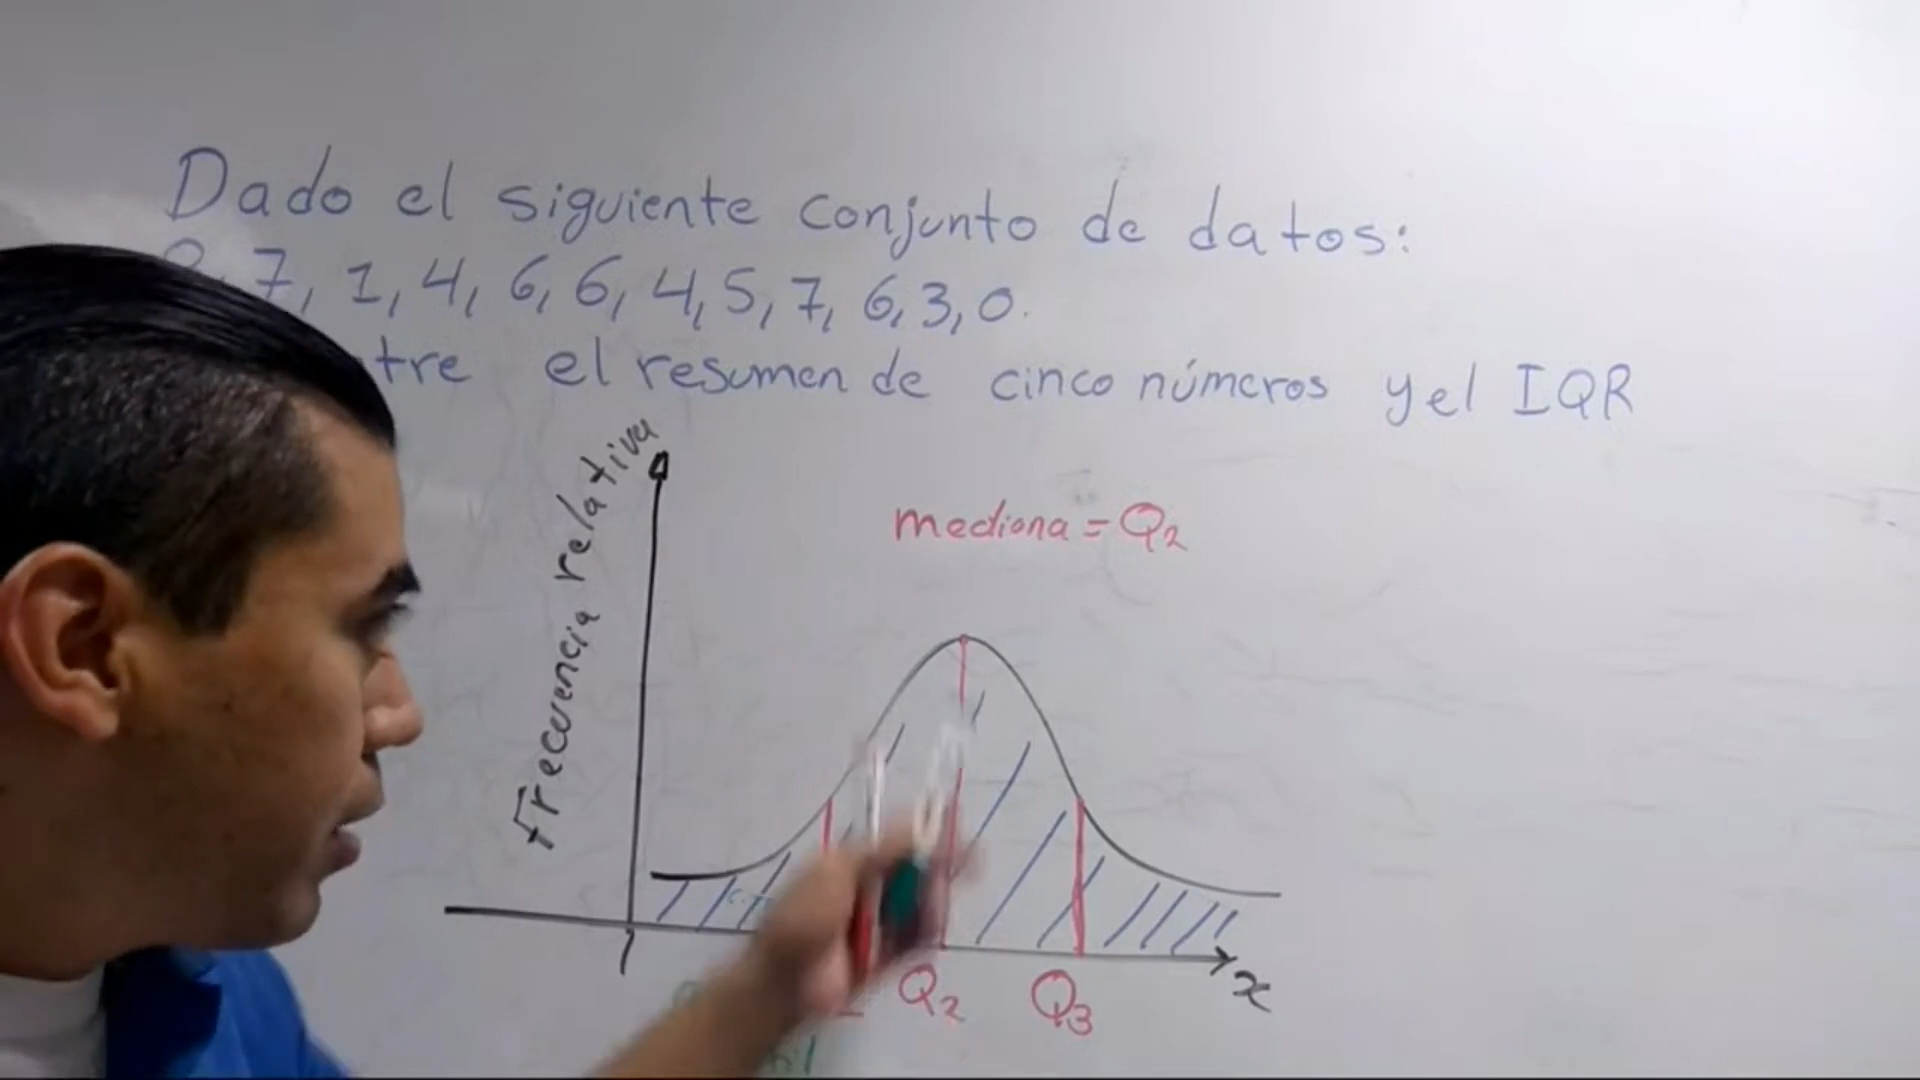 Dado el siguiente conjunto de datos:
7, 1, 4, 6, 6, 4, 5, 7, 6, 3, 0.
tre el resumen de cinco números y el IQR
Frecuencia relativa
mediana = Q2
Q2 Q3
x